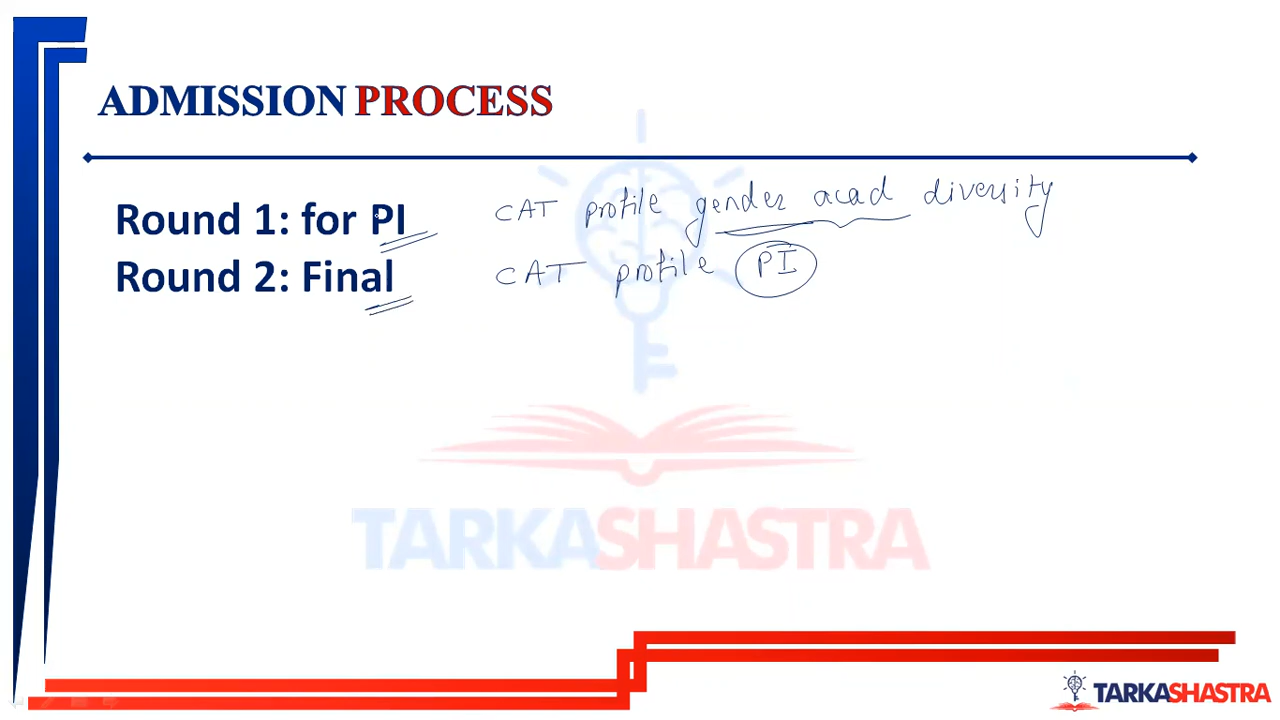 ADMISSION PROCESS
Round 1: for PI CAT profile gender acad diversity
Round 2: Final CAT profile PI
TARKASHASTRA
TARKASHASTRA